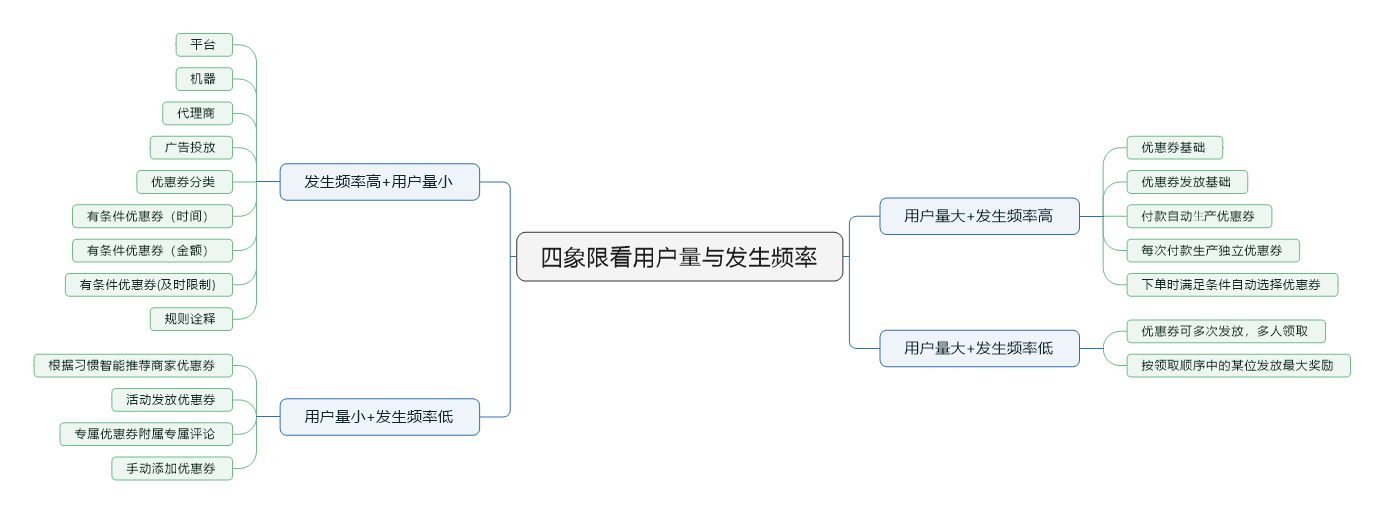 四象限看用户量与发生频率
发生频率高+用户量小
平台
机器
代理商
广告投放
优惠券分类
有条件优惠券（时间）
有条件优惠券（金额）
有条件优惠券(及时限制)
规则诠释
用户量小+发生频率低
根据习惯智能推荐商家优惠券
活动发放优惠券
专属优惠券附属专属评论
手动添加优惠券
用户量大+发生频率高
优惠券基础
优惠券发放基础
付款自动生产优惠券
每次付款生产独立优惠券
下单时满足条件自动选择优惠券
用户量大+发生频率低
优惠券可多次发放，多人领取
按领取顺序中的某位发放最大奖励